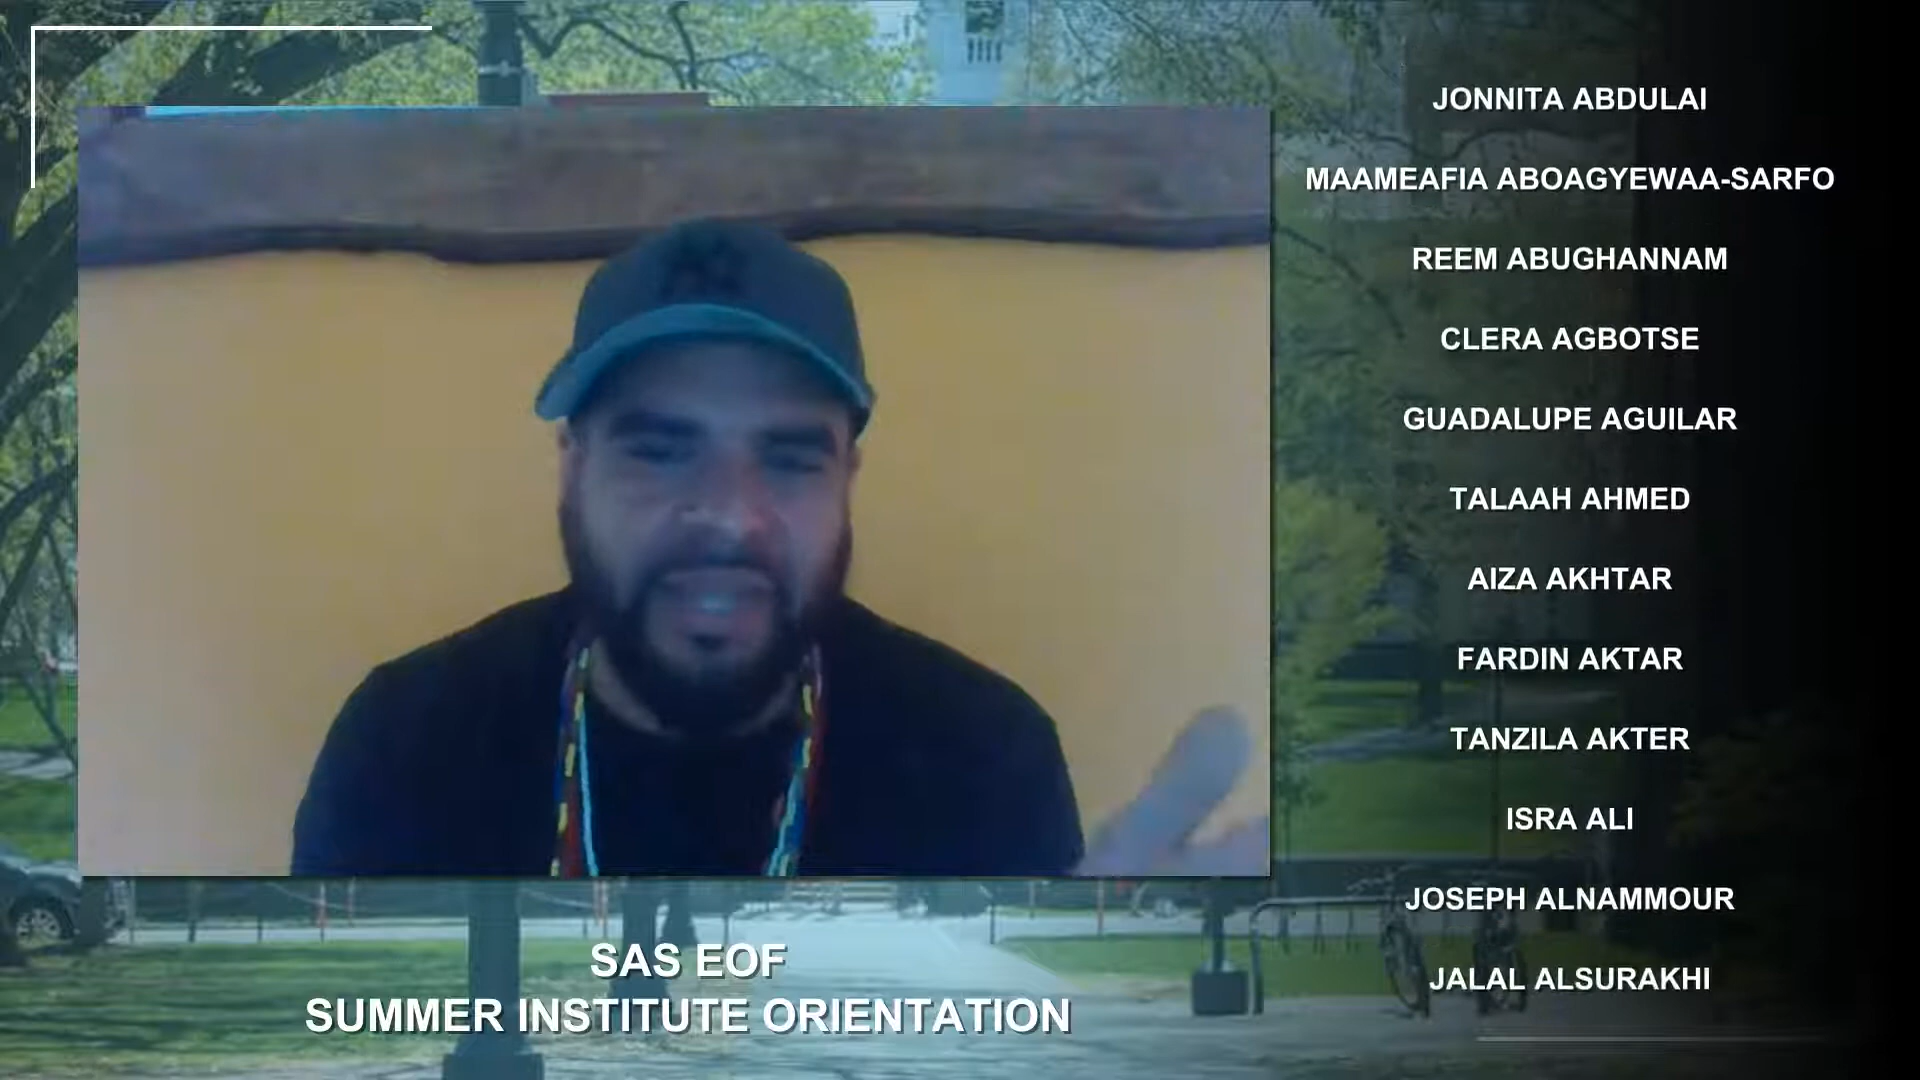 JONNITA ABDULAI
MAAMEAFIA ABOAGYEWAA-SARFO
REEM ABUGHANNAM
CLERA AGBOTSE
GUADALUPE AGUILAR
TALAAH AHMED
AIZA AKHTAR
FARDIN AKTAR
TANZILA AKTER
ISRA ALI
JOSEPH ALNAMMOUR
JALAL ALSURAKHI
SAS EOF
SUMMER INSTITUTE ORIENTATION